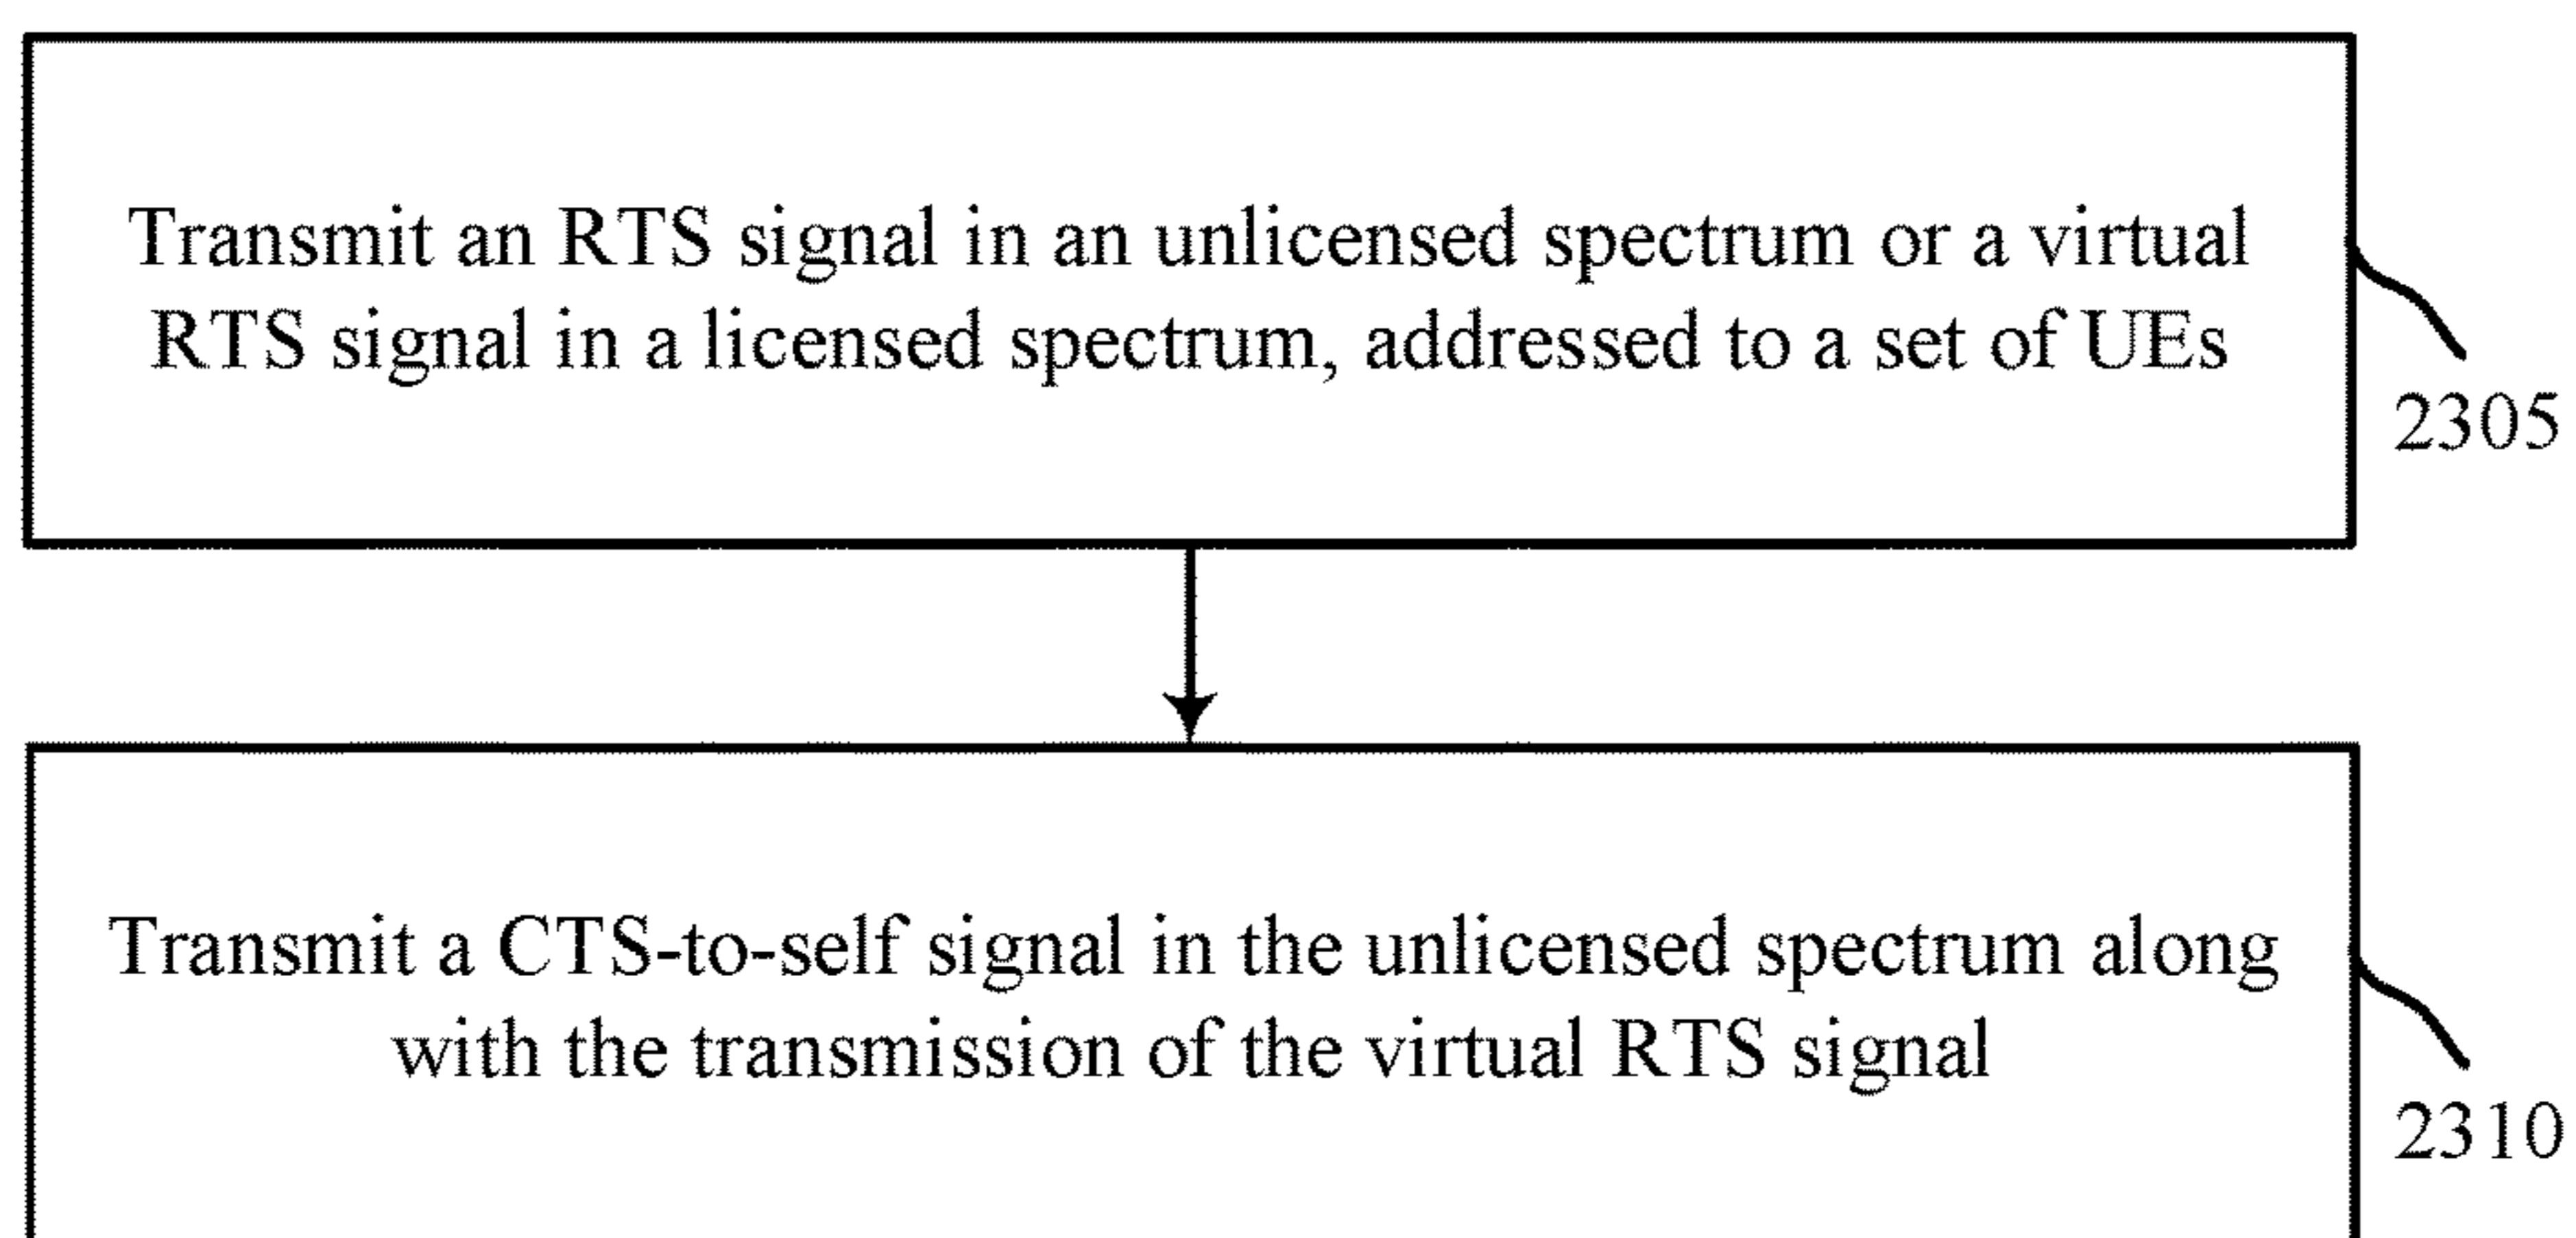 Transmit an RTS signal in an unlicensed spectrum or a virtual
RTS signal in a licensed spectrum, addressed to a set of UEs
2305
Transmit a CTS-to-self signal in the unlicensed spectrum along
with the transmission of the virtual RTS signal
2310